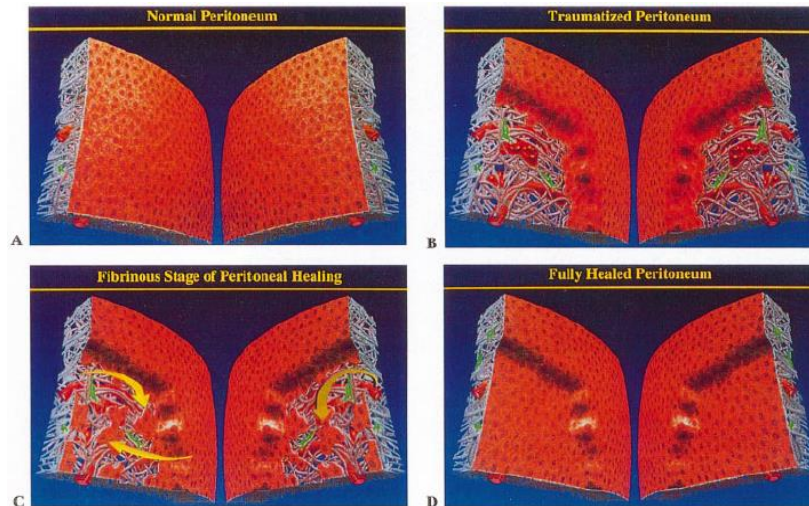 Normal Peritoneum
A
Traumatized Peritoneum
B
Fibrinous Stage of Peritoneal Healing
C
Fully Healed Peritoneum
D